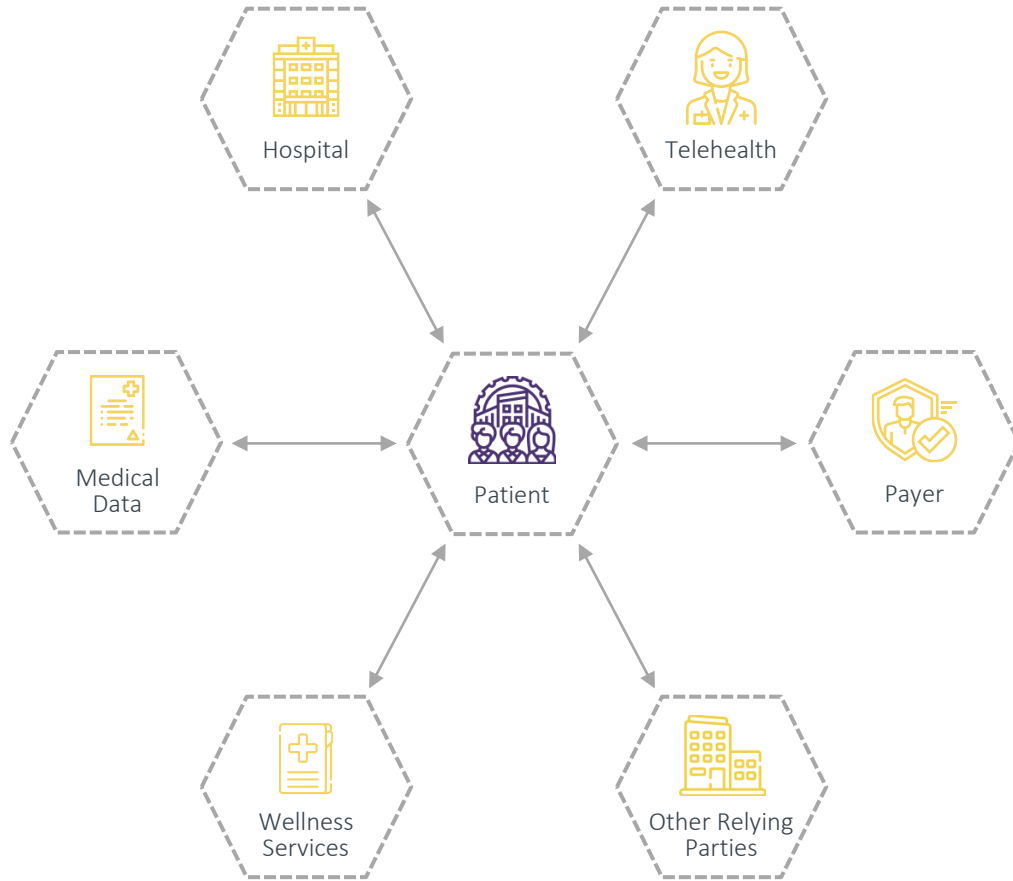 Hospital
Telehealth
Medical
Data
Patient
Payer
Wellness
Services
Other Relying
Parties